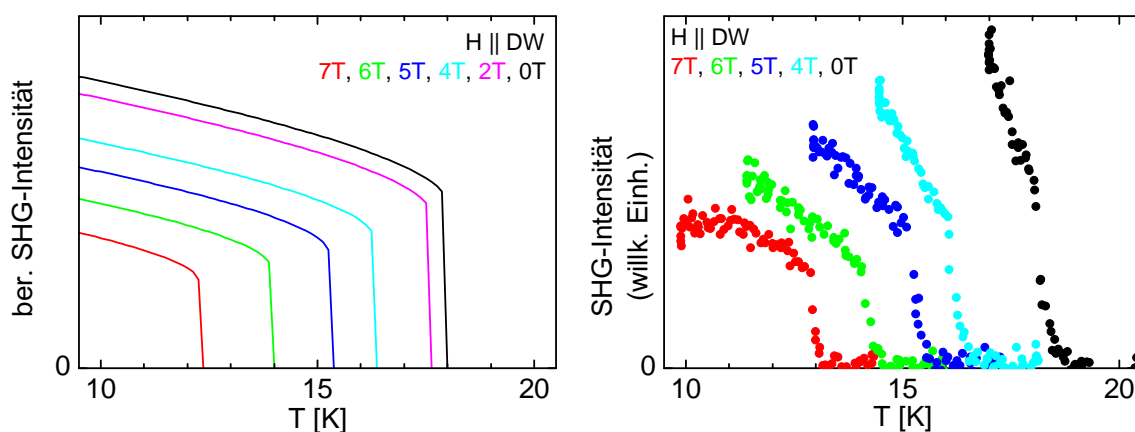 H || DW
7T, 6T, 5T, 4T, 2T, 0T
ber. SHG-Intensität
0
10 15 20
T [K]
H || DW
7T, 6T, 5T, 4T, 0T
SHG-Intensität
(willk. Einh.)
0
10 15 20
T [K]